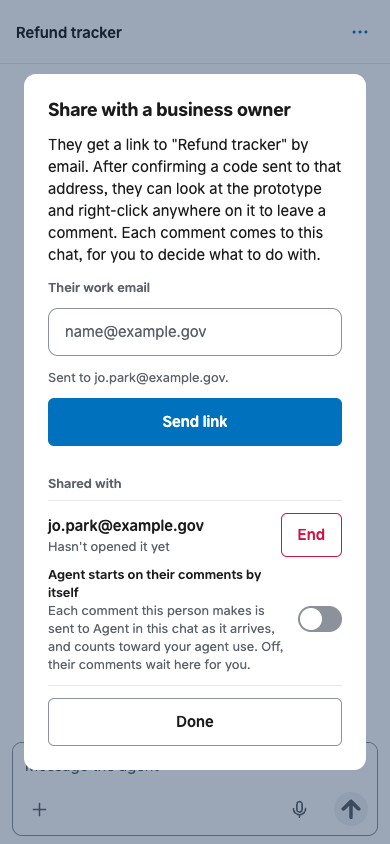 Refund tracker
Share with a business owner
They get a link to "Refund tracker" by
email. After confirming a code sent to that
address, they can look at the prototype
and right-click anywhere on it to leave a
comment. Each comment comes to this
chat, for you to decide what to do with.
Their work email
name@example.gov
Sent to jo.park@example.gov.
Send link
Shared with
jo.park@example.gov
Hasn't opened it yet
End
Agent starts on their comments by
itself
Each comment this person makes is
sent to Agent in this chat as it arrives,
and counts toward your agent use. Off,
their comments wait here for you.
Done
Message the agent